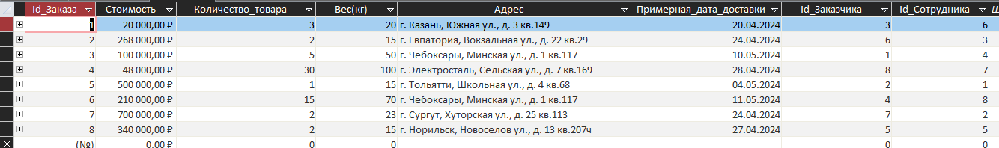 Id_Заказа Стоимость Количество_товара Вес(кг) Адрес Примерная_дата_доставки Id_Заказчика Id_Сотрудника
1 20 000,00 ₽ 3 20 г. Казань, Южная ул., д. 3 кв.149 20.04.2024 3 6
2 268 000,00 ₽ 2 15 г. Евпатория, Вокзальная ул., д. 22 кв.29 24.04.2024 6 3
3 100 000,00 ₽ 5 50 г. Чебоксары, Минская ул., д. 1 кв.117 10.05.2024 1 4
4 48 000,00 ₽ 30 100 г. Электросталь, Сельская ул., д. 7 кв.169 28.04.2024 8 7
5 500 000,00 ₽ 1 15 г. Тольятти, Школьная ул., д. 4 кв.68 04.05.2024 2 1
6 210 000,00 ₽ 15 70 г. Чебоксары, Минская ул., д. 1 кв.117 11.05.2024 4 8
7 700 000,00 ₽ 2 23 г. Сургут, Хуторская ул., д. 25 кв.113 24.04.2024 7 2
8 340 000,00 ₽ 2 15 г. Норильск, Новоселов ул., д. 13 кв.207ч 27.04.2024 5 5
(№) 0,00 ₽ 0 0 0 0